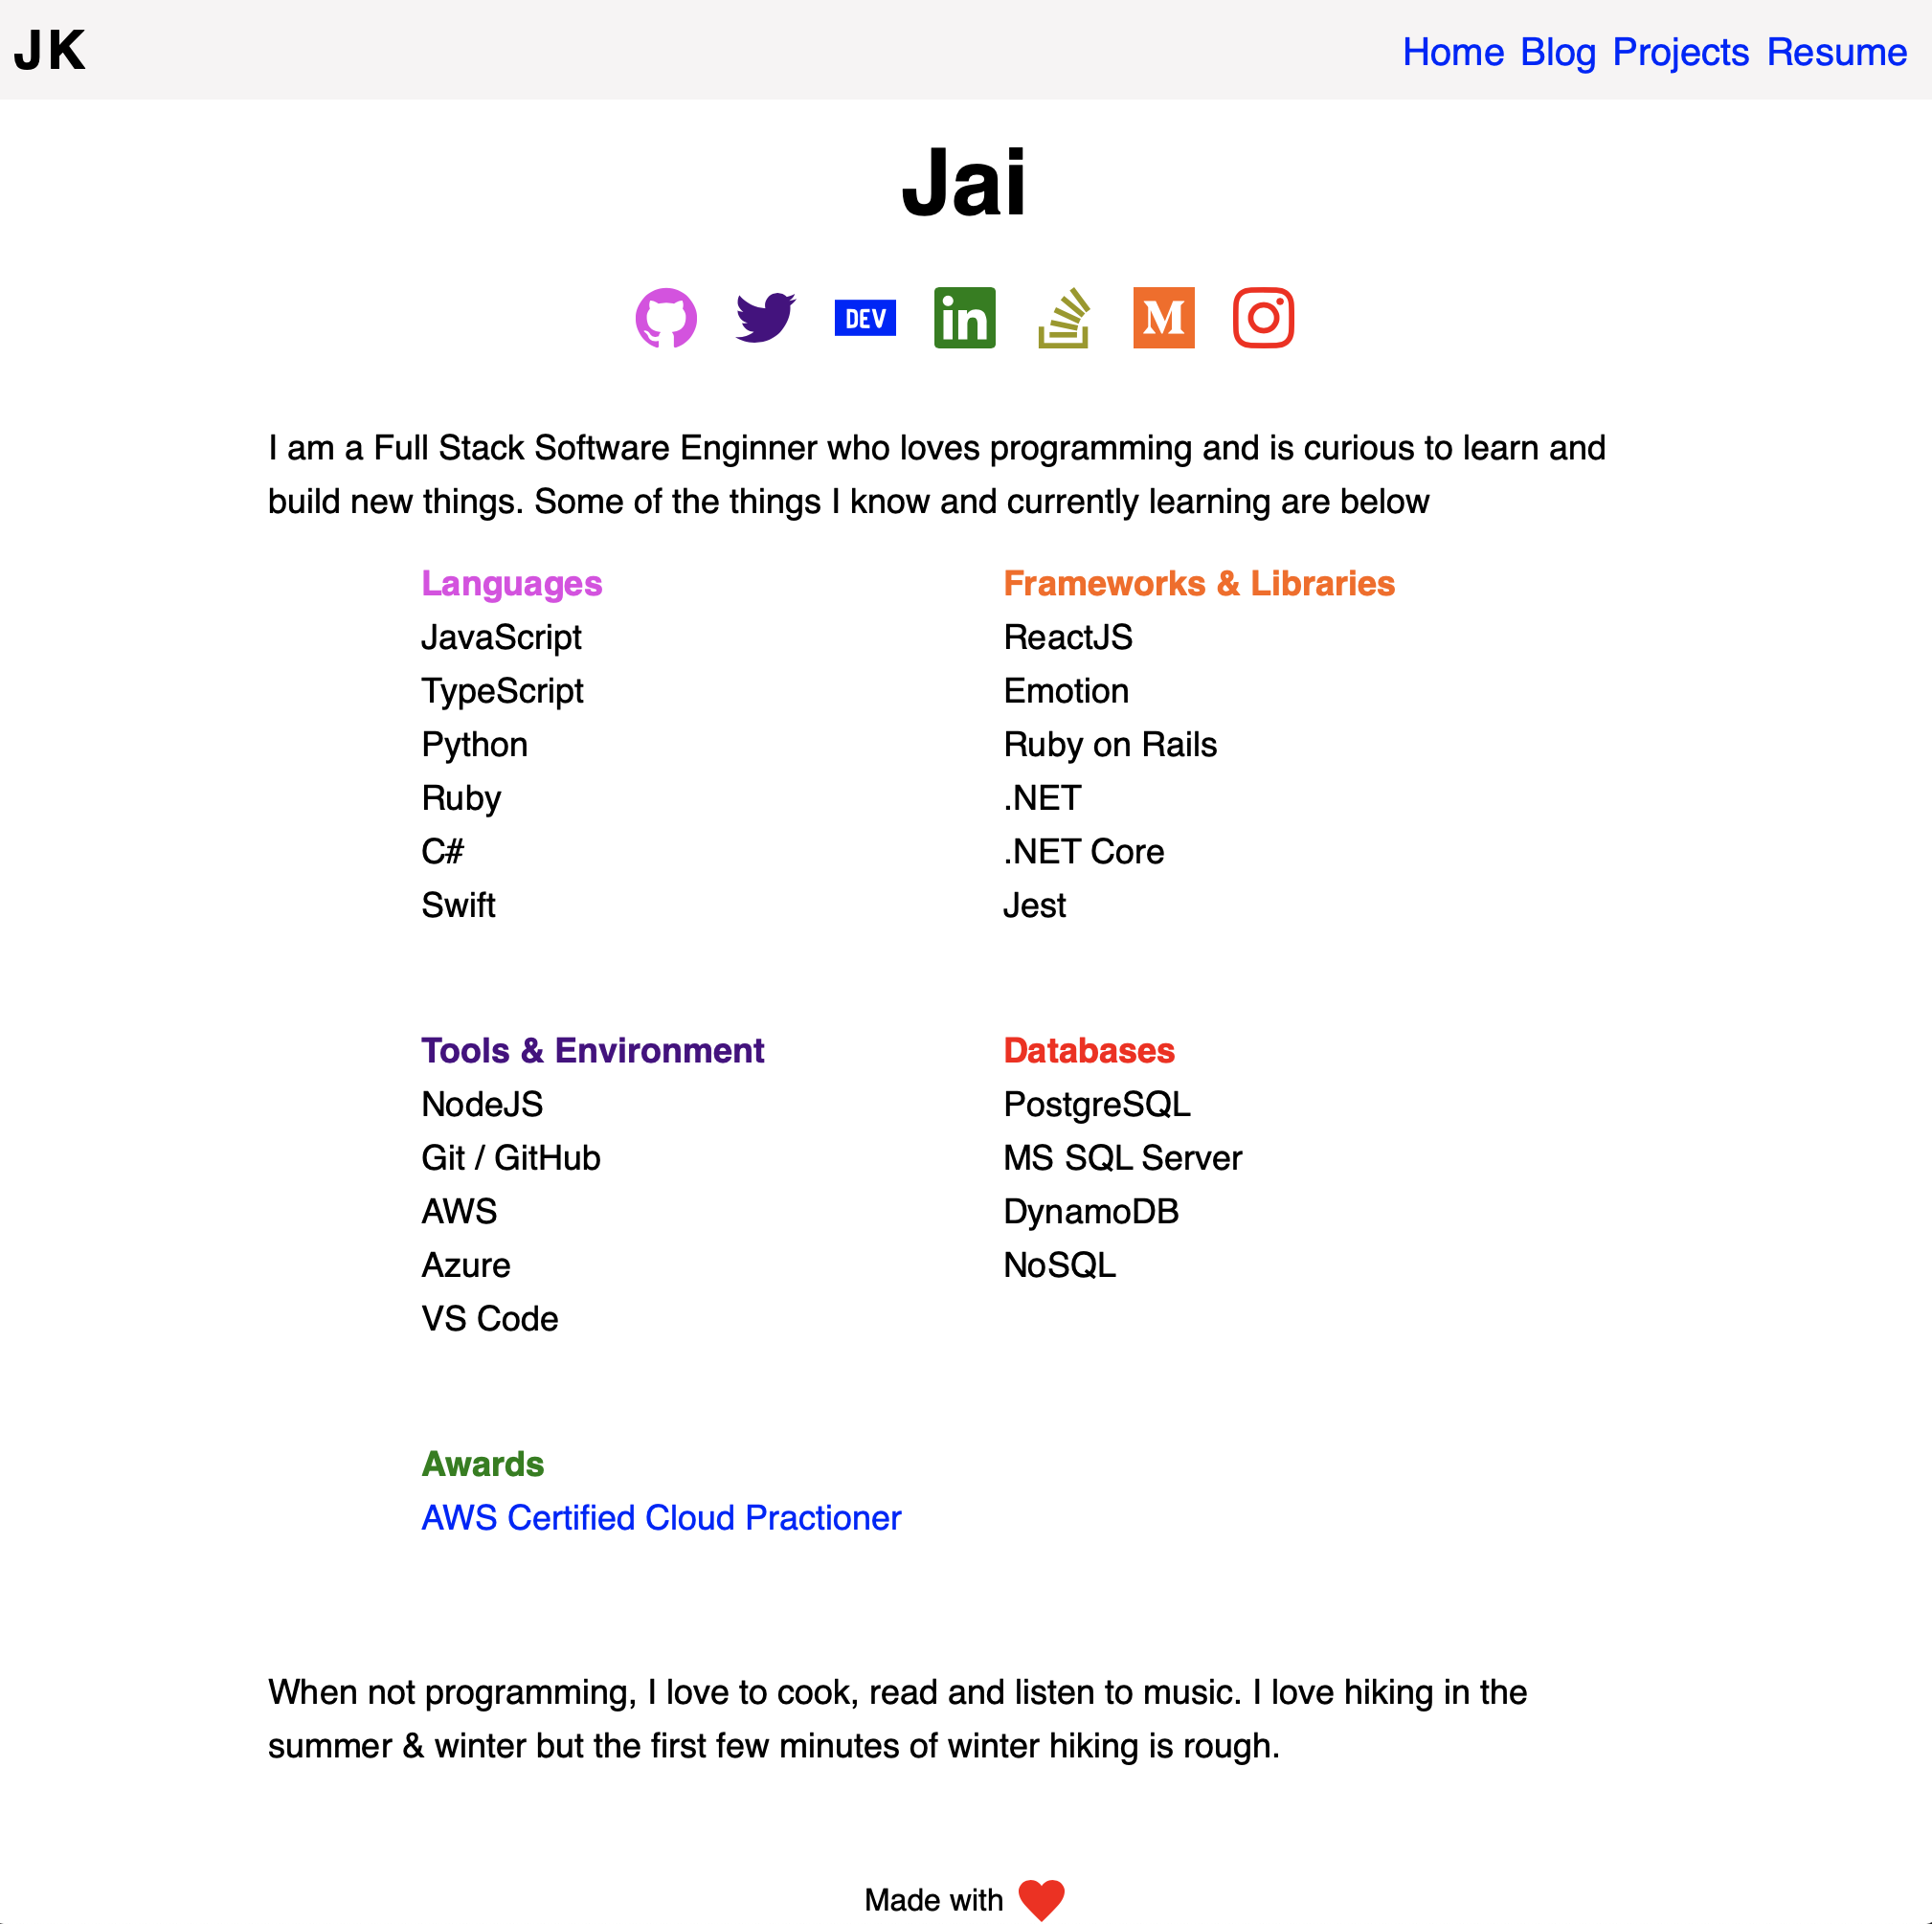 JK
Home Blog Projects Resume
Jai
DEV
in
M
I am a Full Stack Software Enginner who loves programming and is curious to learn and
build new things. Some of the things I know and currently learning are below
Languages
JavaScript
TypeScript
Python
Ruby
C#
Swift
Frameworks & Libraries
ReactJS
Emotion
Ruby on Rails
.NET
.NET Core
Jest
Tools & Environment
NodeJS
Git / GitHub
AWS
Azure
VS Code
Databases
PostgreSQL
MS SQL Server
DynamoDB
NoSQL
Awards
AWS Certified Cloud Practioner
When not programming, I love to cook, read and listen to music. I love hiking in the
summer & winter but the first few minutes of winter hiking is rough.
Made with